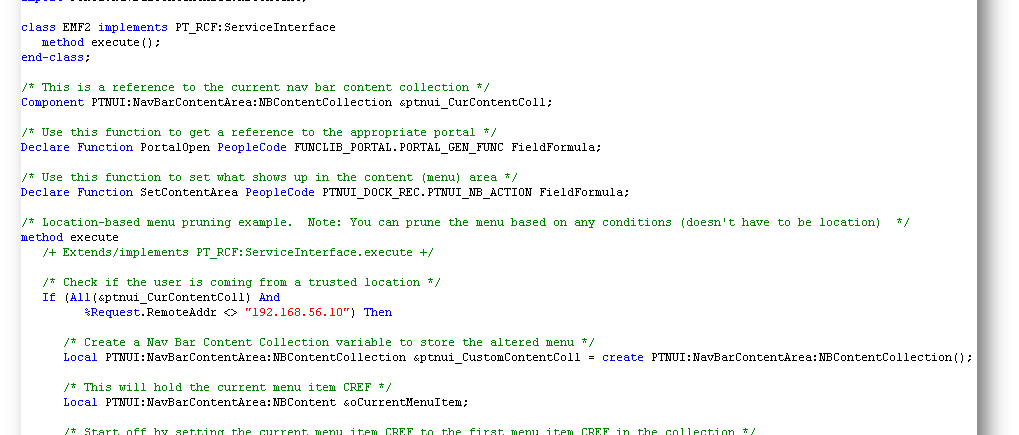 class EMF2 implements PT_RCF:ServiceInterface
method execute();
end-class;
/* This is a reference to the current nav bar content collection */
Component PTNUI:NavBarContentArea:NBContentCollection &ptnui_CurContentColl;
/* Use this function to get a reference to the appropriate portal */
Declare Function PortalOpen PeopleCode FUNCLIB_PORTAL.PORTAL_GEN_FUNC FieldFormula;
/* Use this function to set what shows up in the content (menu) area */
Declare Function SetContentArea PeopleCode PTNUI_DOCK_REC.PTNUI_NB_ACTION FieldFormula;
/* Location-based menu pruning example.  Note: You can prune the menu based on any conditions (doesn't have to be location)  */
method execute
/+ Extends/implements PT_RCF:ServiceInterface.execute +/
/* Check if the user is coming from a trusted location */
If (All(&ptnui_CurContentColl) And
%Request.RemoteAddr <> "192.168.56.10") Then
/* Create a Nav Bar Content Collection variable to store the altered menu */
Local PTNUI:NavBarContentArea:NBContentCollection &ptnui_CustomContentColl = create PTNUI:NavBarContentArea:NBContentCollection();
/* This will hold the current menu item CREF */
Local PTNUI:NavBarContentArea:NBContent &oCurrentMenuItem;
/* Start off by setting the current menu item CREF to the first menu item CREF in the collection */